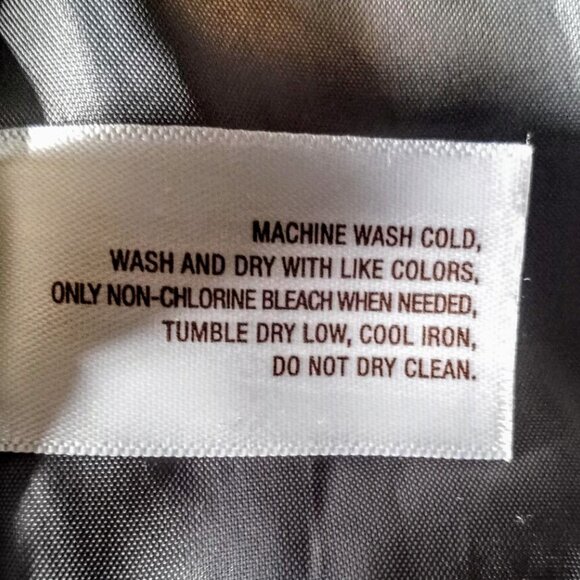 MACHINE WASH COLD,
WASH AND DRY WITH LIKE COLORS,
ONLY NON-CHLORINE BLEACH WHEN NEEDED,
TUMBLE DRY LOW, COOL IRON,
DO NOT DRY CLEAN.